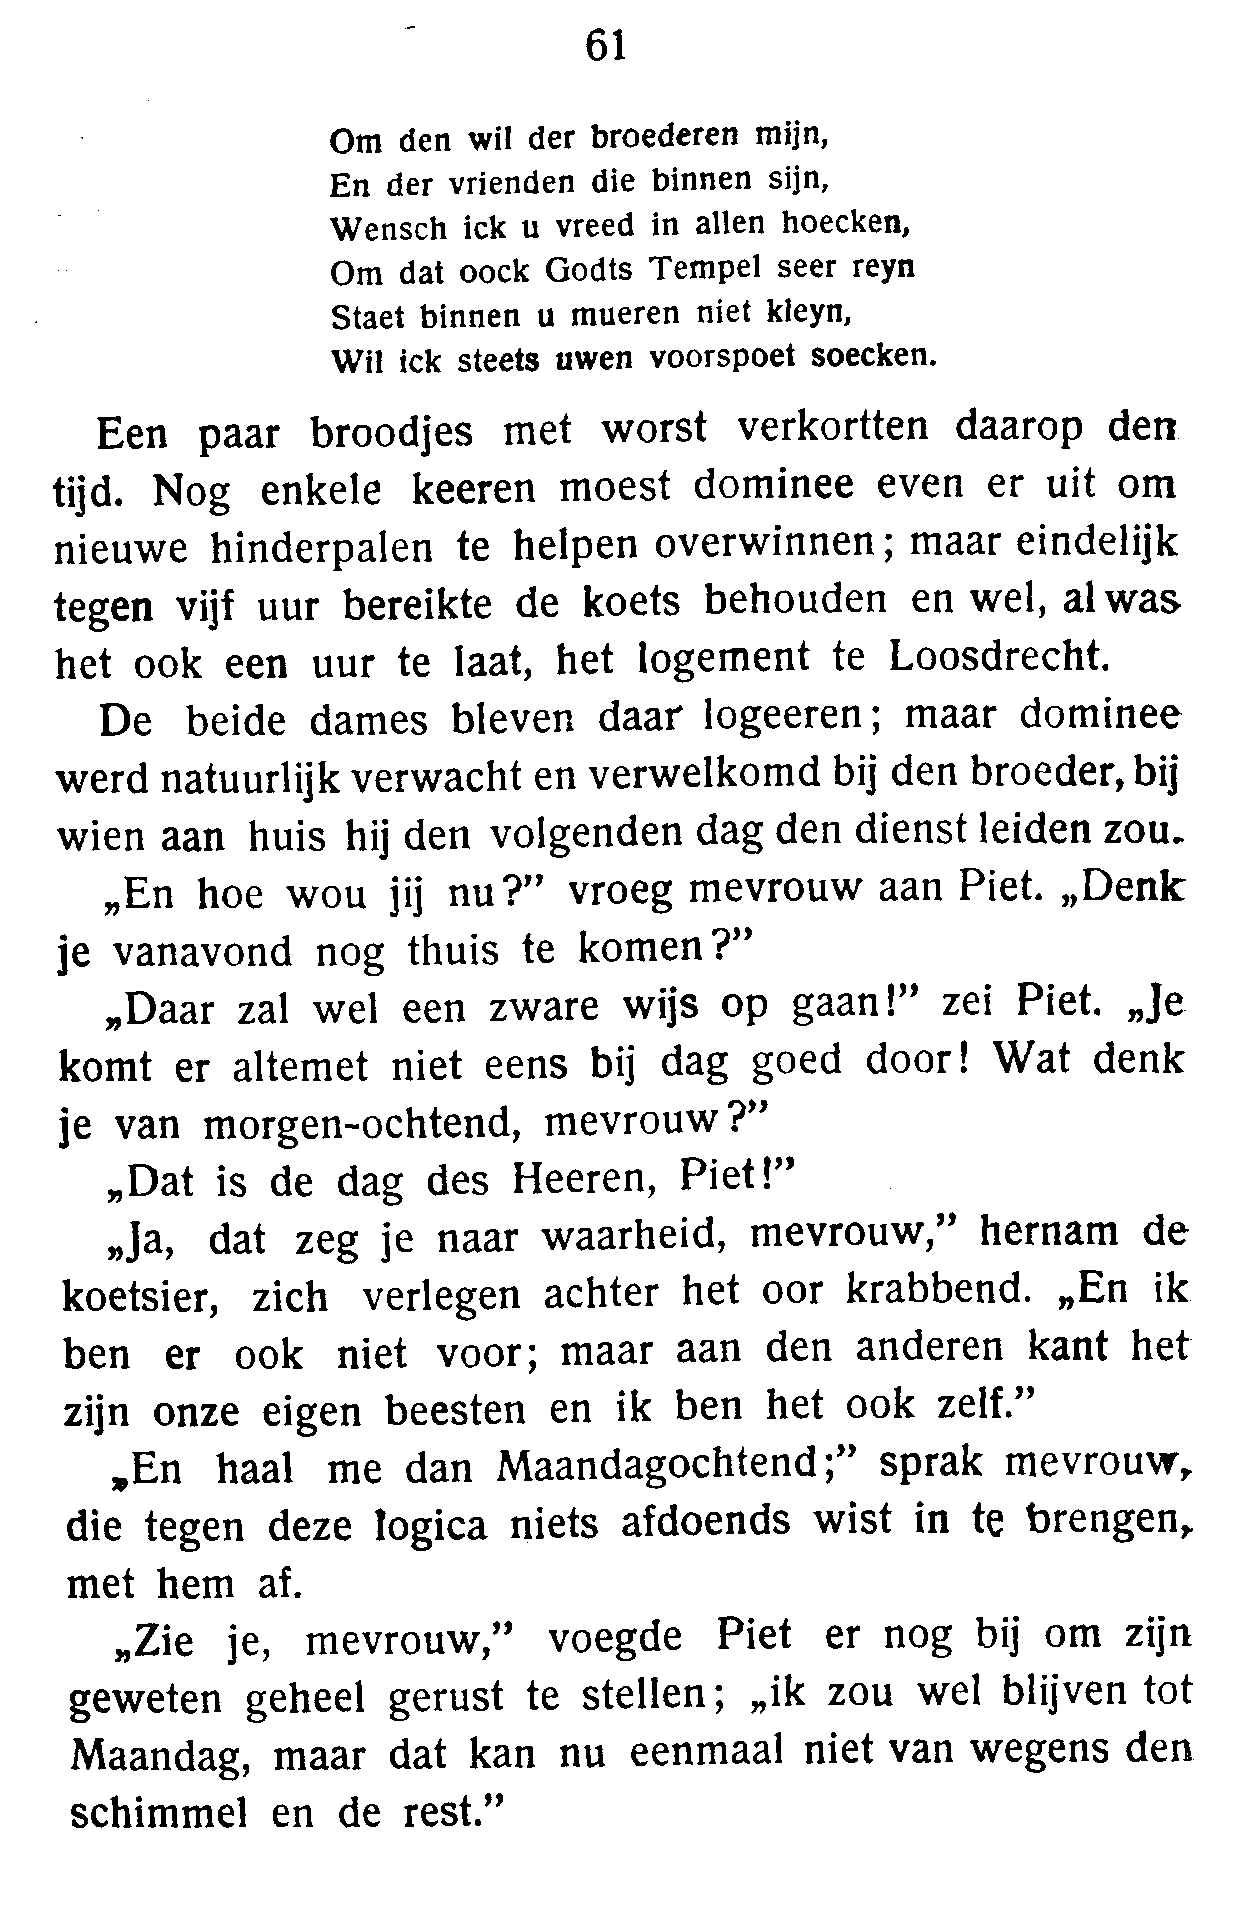 61
Om den wil der broederen mijn,
En der vrienden die binnen sijn,
Wensch ick u vreed in allen hoecken,
Om dat oock Godts Tempel seer reyn
Staet binnen u mueren niet kleyn,
Wil ick steets uwen voorspoet soecken.
Een paar broodjes met worst verkortten daarop den
tijd. Nog enkele keeren moest dominee even er uit om
nieuwe hinderpalen te helpen overwinnen; maar eindelijk
tegen vijf uur bereikte de koets behouden en wel, al was
het ook een uur te laat, het logement te Loosdrecht.
De beide dames bleven daar logeeren; maar dominee
werd natuurlijk verwacht en verwelkomd bij den broeder, bij
wien aan huis hij den volgenden dag den dienst leiden zou.
„En hoe wou jij nu?” vroeg mevrouw aan Piet. „Denk
je vanavond nog thuis te komen?”
„Daar zal wel een zware wijs op gaan!” zei Piet. „Je
komt er altemet niet eens bij dag goed door! Wat denk
je van morgen-ochtend, mevrouw?”
„Dat is de dag des Heeren, Piet!”
„Ja, dat zeg je naar waarheid, mevrouw,” hernam de
koetsier, zich verlegen achter het oor krabbend. „En ik
ben er ook niet voor; maar aan den anderen kant het
zijn onze eigen beesten en ik ben het ook zelf.”
„En haal me dan Maandagochtend;” sprak mevrouw,
die tegen deze logica niets afdoends wist in te brengen,
met hem af.
„Zie je, mevrouw,” voegde Piet er nog bij om zijn
geweten geheel gerust te stellen; „ik zou wel blijven tot
Maandag, maar dat kan nu eenmaal niet van wegens den
schimmel en de rest.”